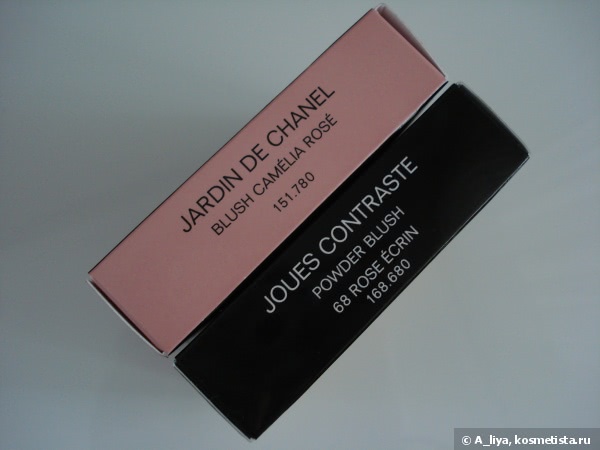 JARDIN DE CHANEL
BLUSH CAMÉLIA ROSÉ
151.780
JOUES CONTRASTE
POWDER BLUSH
68 ROSE ÉCRIN
168.680
© A_liya, kosmetista.ru